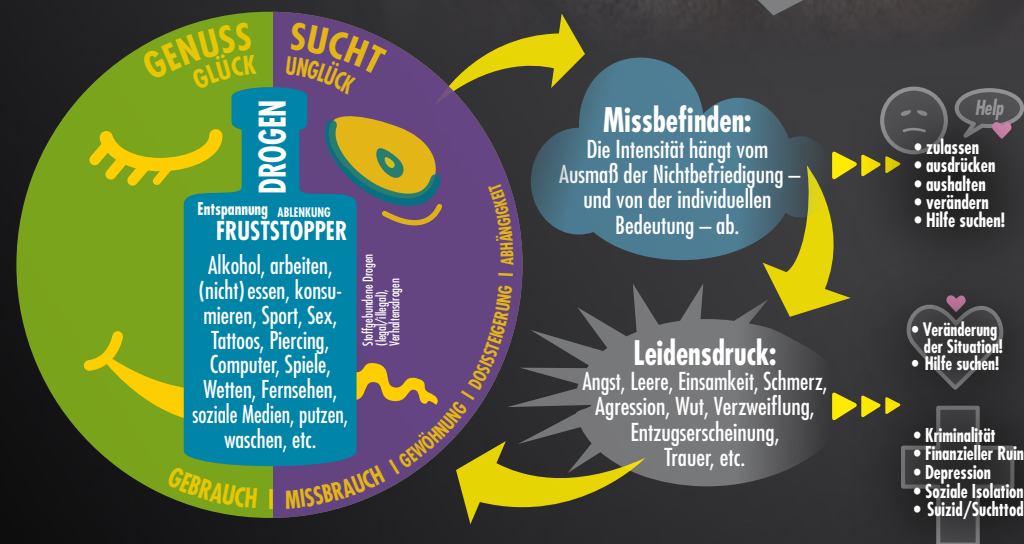 GENUSS
GLÜCK
SUCHT
UNGLÜCK
DROGEN
Entspannung ABLENKUNG
FRUSTSTOPPER
Alkohol, arbeiten,
(nicht) essen, konsu-
mieren, Sport, Sex,
Tattoos, Piercing,
Computer, Spiele,
Wetten, Fernsehen,
soziale Medien, putzen,
waschen, etc.
Stoffgebundene Drogen
(legal/illegal),
Verhaltensdrogen
GEBRAUCH | MISSBRAUCH | GEWÖHNUNG | DOSISSTEIGERUNG | ABHÄNGIGKEIT
Missbefinden:
Die Intensität hängt vom
Ausmaß der Nichtbefriedigung –
und von der individuellen
Bedeutung – ab.
Help
• zulassen
• ausdrücken
• aushalten
• verändern
• Hilfe suchen!
Leidensdruck:
Angst, Leere, Einsamkeit, Schmerz,
Agression, Wut, Verzweiflung,
Entzugserscheinung,
Trauer, etc.
• Veränderung
der Situation!
• Hilfe suchen!
• Kriminalität
• Finanzieller Ruin
• Depression
• Soziale Isolation
• Suizid/Suchttod